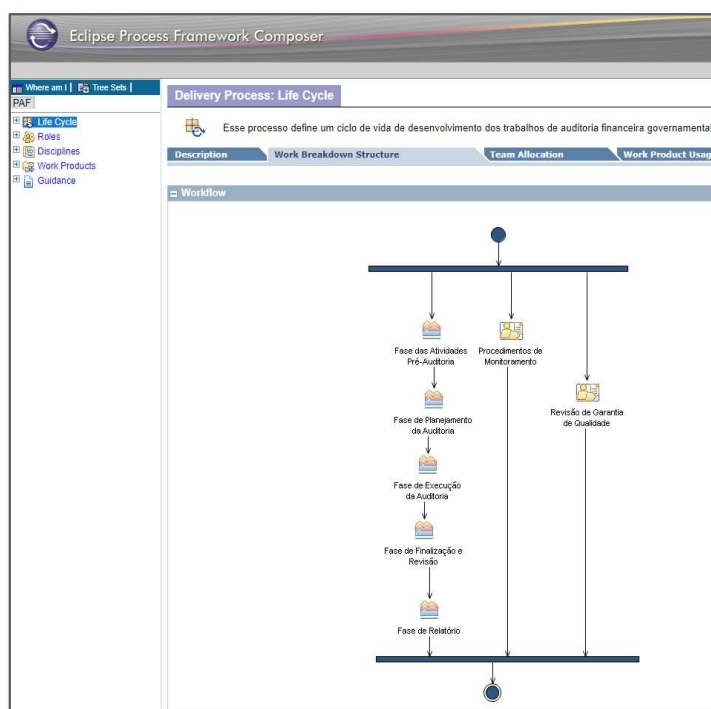 Eclipse Process Framework Composer
Where am I | Tree Sets |
PAF
Life Cycle
Roles
Disciplines
Work Products
Guidance
Delivery Process: Life Cycle
Esse processo define um ciclo de vida de desenvolvimento dos trabalhos de auditoria financeira governamental
Description Work Breakdown Structure Team Allocation Work Product Usag
Workflow
Fase das Atividades
Pré-Auditoria
Procedimentos de
Monitoramento
Fase de Planejamento
da Auditoria
Revisão de Garantia
de Qualidade
Fase de Execução
da Auditoria
Fase de Finalização e
Revisão
Fase de Relatório